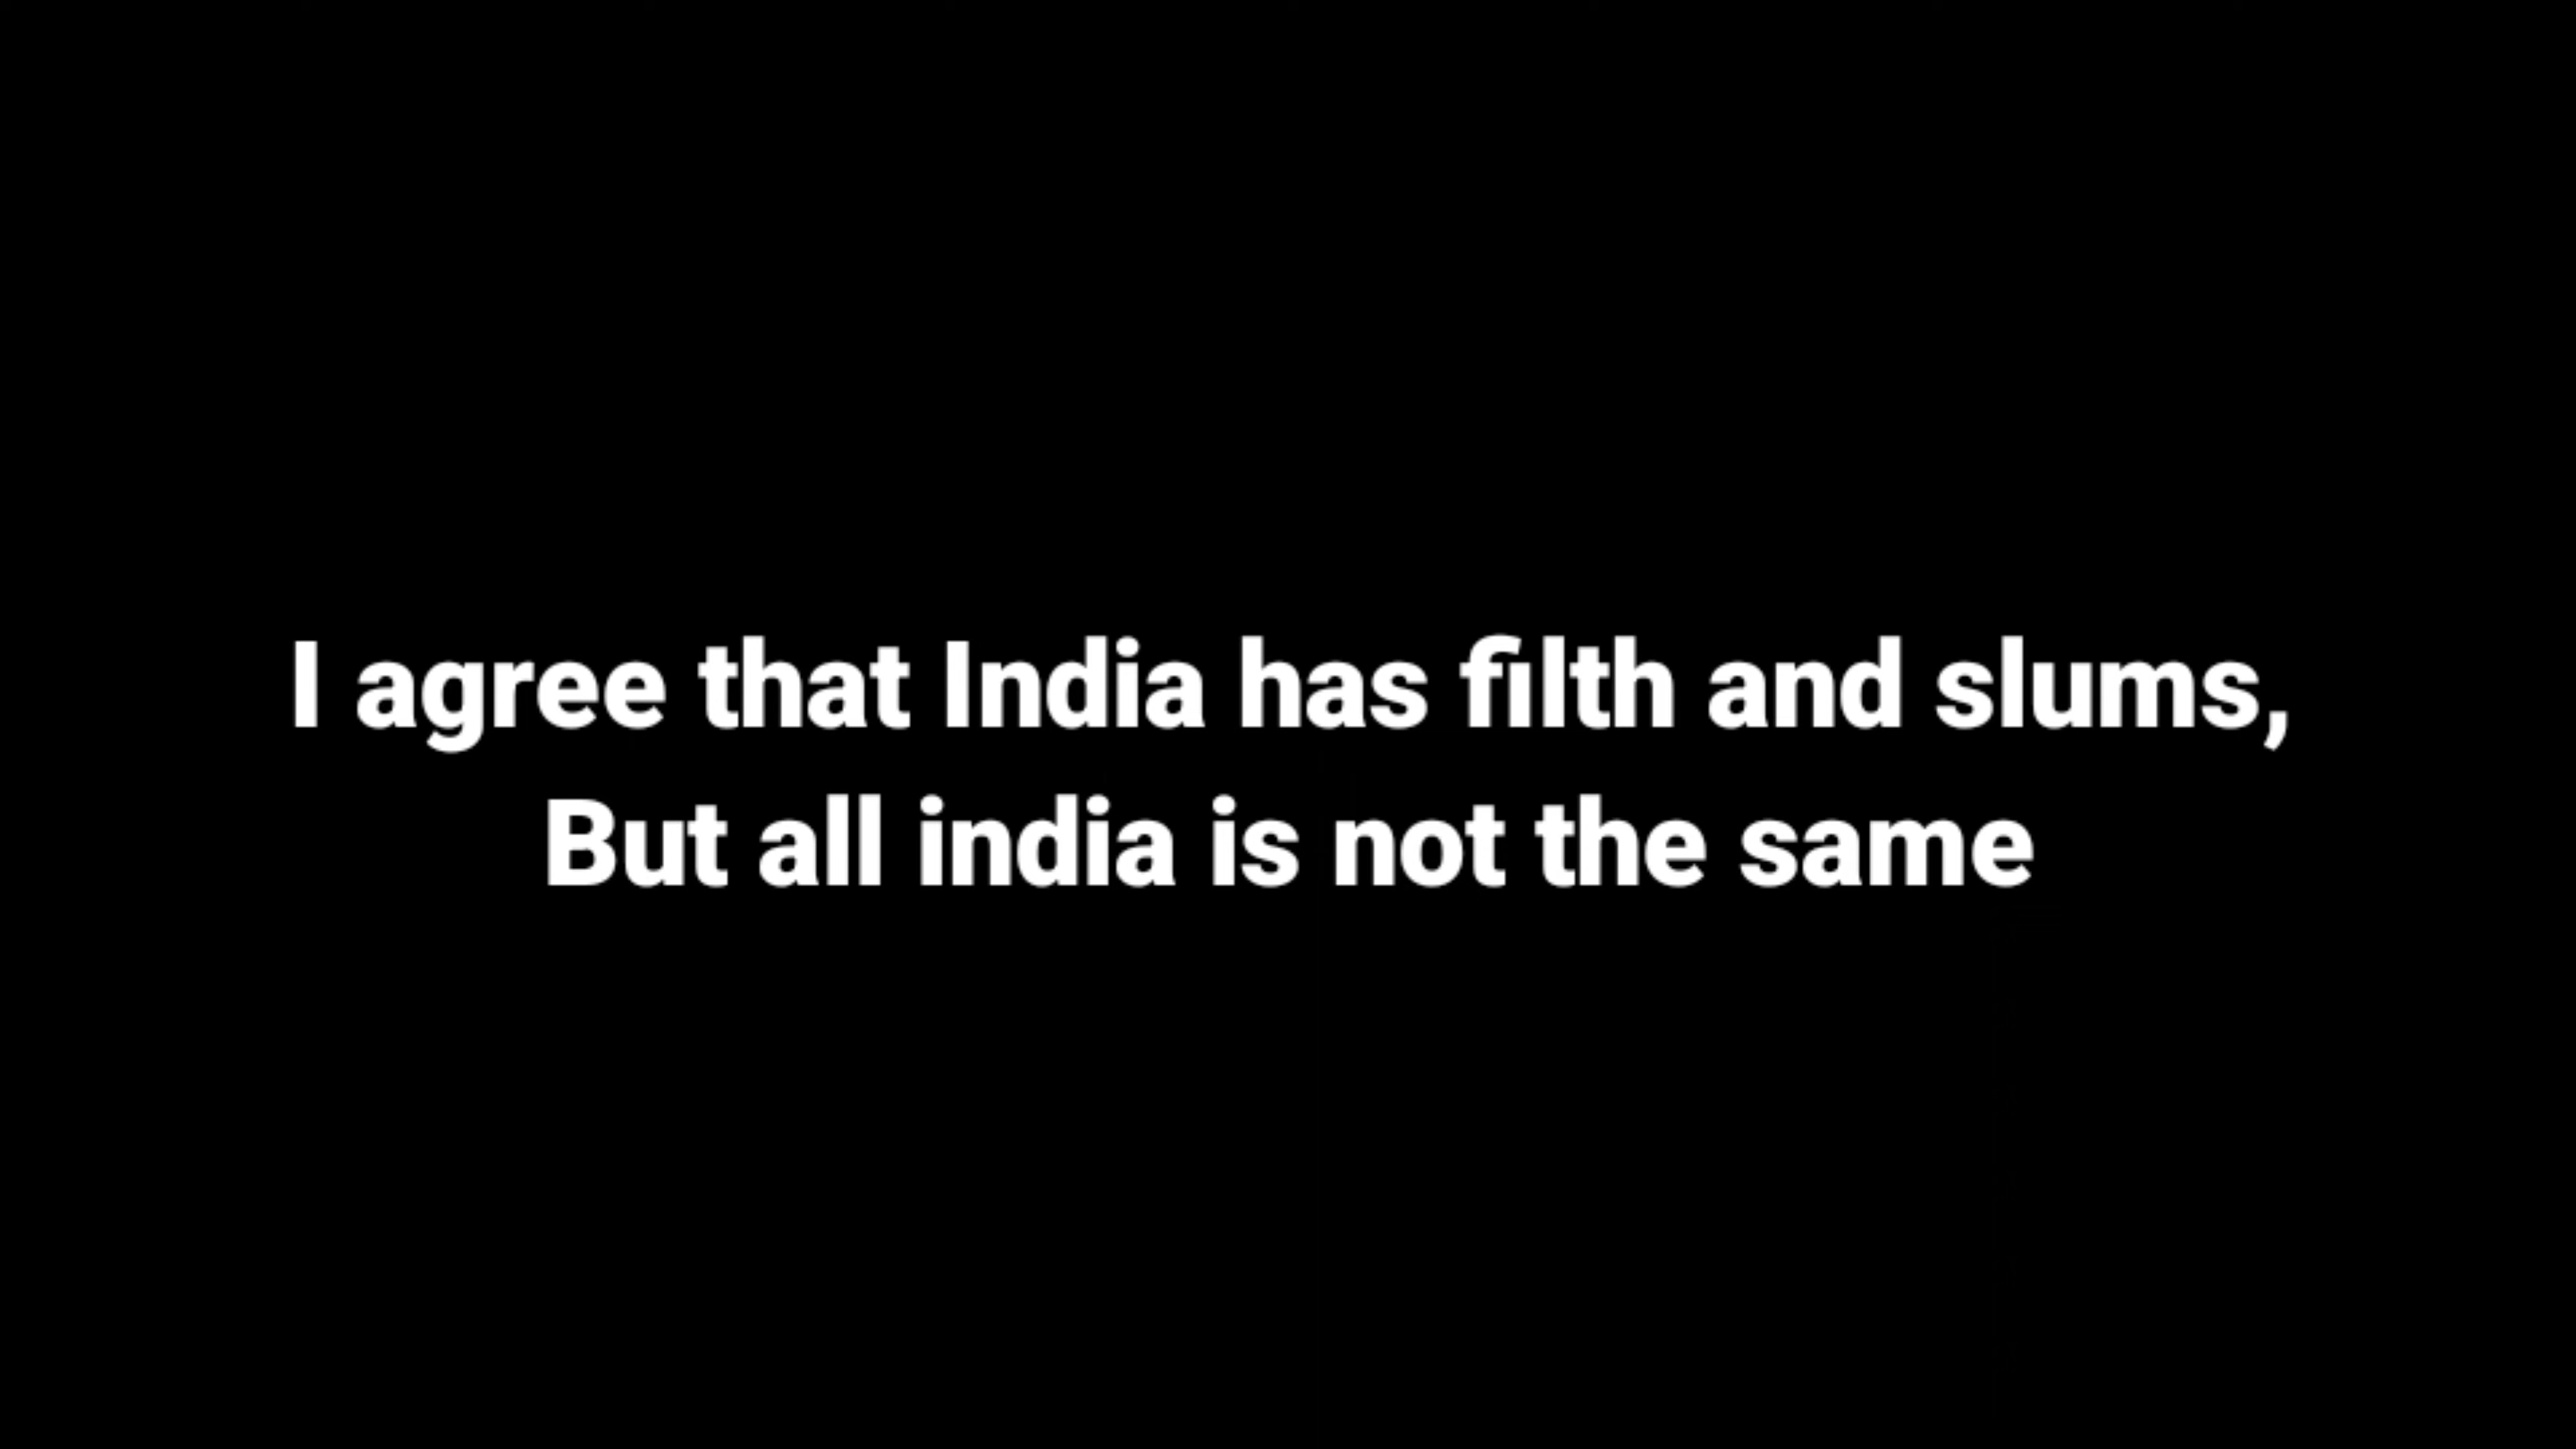 I agree that India has filth and slums,
But all india is not the same